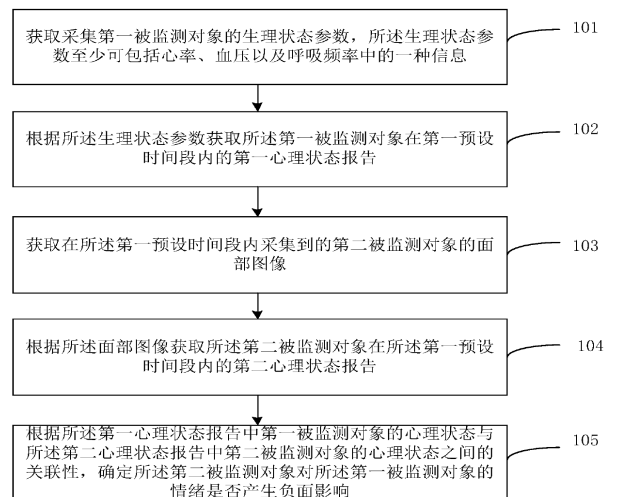 获取采集第一被监测对象的生理状态参数，所述生理状态参
数至少可包括心率、血压以及呼吸频率中的一种信息
101
根据所述生理状态参数获取所述第一被监测对象在第一预设
时间段内的第一心理状态报告
102
获取在所述第一预设时间段内采集到的第二被监测对象的面
部图像
103
根据所述面部图像获取所述第二被监测对象在所述第一预设
时间段内的第二心理状态报告
104
根据所述第一心理状态报告中第一被监测对象的心理状态与
所述第二心理状态报告中第二被监测对象的心理状态之间的
关联性，确定所述第二被监测对象对所述第一被监测对象的
情绪是否产生负面影响
105